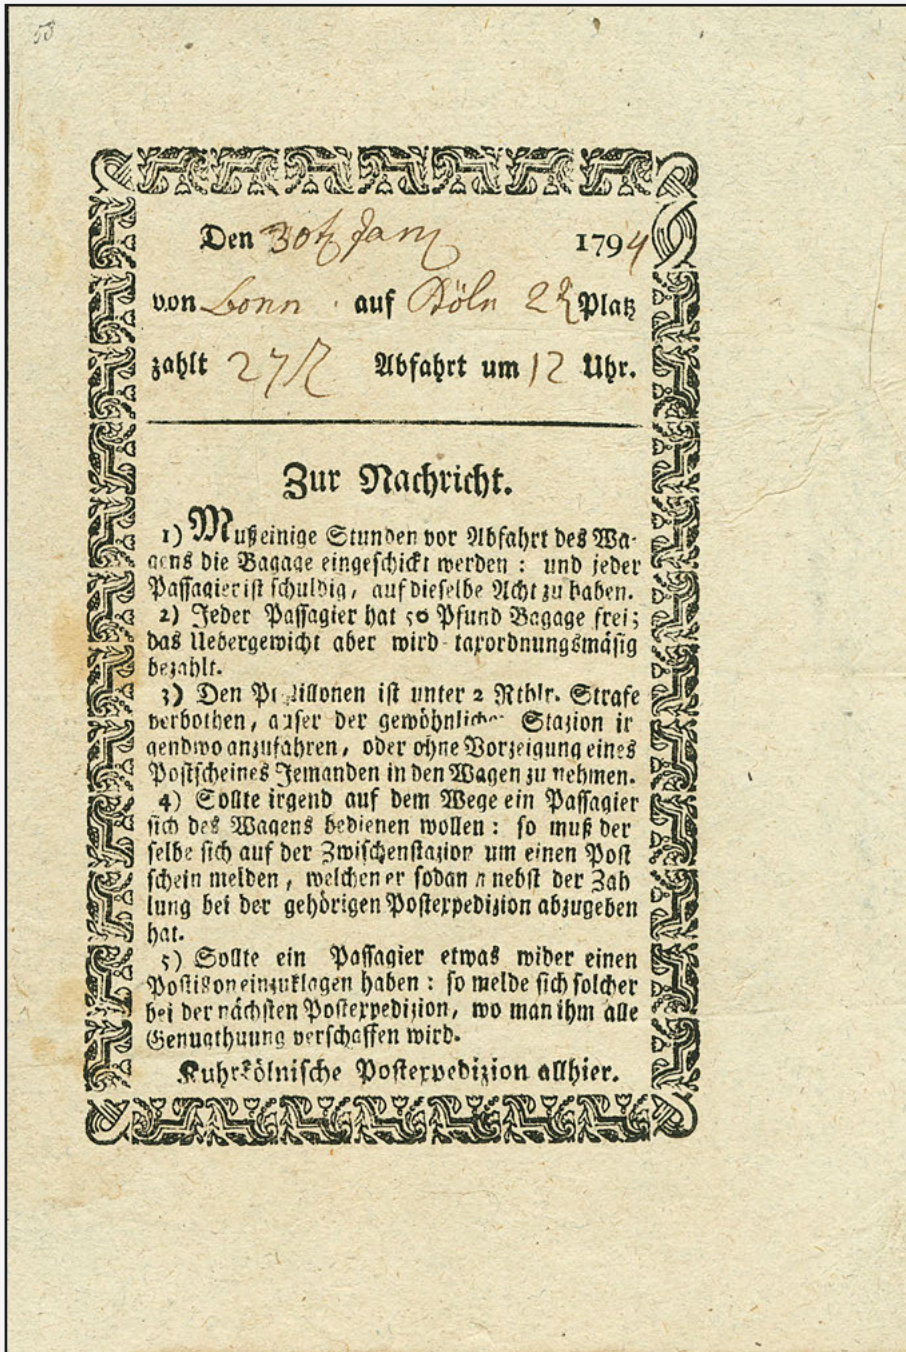 58
Den 30t Jan 1794
von Bonn auf Cöln 2 Platz
zahlt 27 Abfahrt um 12 Uhr.
Zur Nachricht.
1) Muß einige Stunden vor Abfahrt des Wa-
gens die Bagage eingeschickt werden: und jeder
Passagier ist schuldig, auf dieselbe Acht zu haben.
2) Jeder Passagier hat 50 Pfund Bagage frei;
das Uebergewicht aber wird taxordnungsmäsig
bezahlt.
3) Den Postillonen ist unter 2 Rthlr. Strafe
verbothen, auser der gewöhnlichen Stazion ir
gendwo anzufahren, oder ohne Vorzeigung eines
Postscheines Jemanden in den Wagen zu nehmen.
4) Sollte irgend auf dem Wege ein Passagier
sich des Wagens bedienen wollen: so muß der
selbe sich auf der Zwischenstazion um einen Post
schein melden, welchen er sodann nebst der Zah
lung bei der gehörigen Postexpedizion abzugeben
hat.
5) Sollte ein Passagier etwas wider einen
Postillon einzuklagen haben: so melde sich solcher
bei der nächsten Postexpedizion, wo man ihm alle
Genugthuung verschaffen wird.
Kuhrkölnische Postexpedizion allhier.